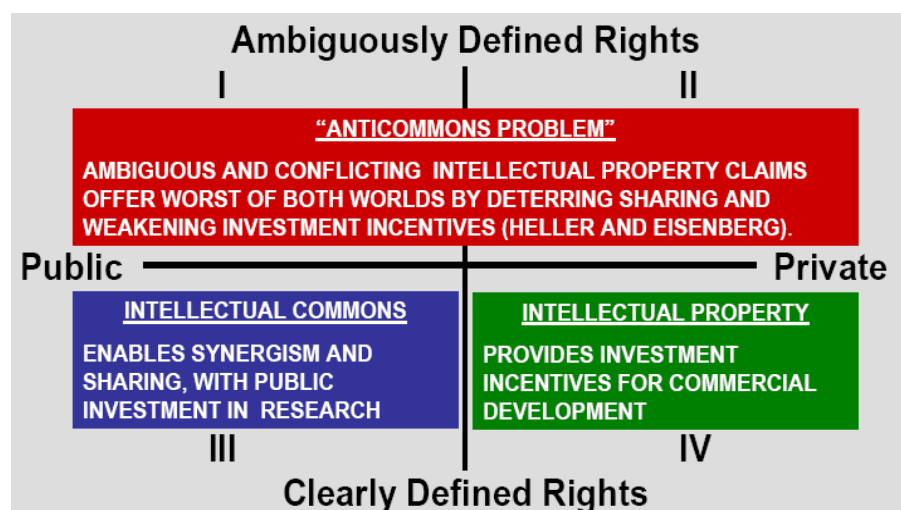 Ambiguously Defined Rights
I II
“ANTICOMMONS PROBLEM”
AMBIGUOUS AND CONFLICTING INTELLECTUAL PROPERTY CLAIMS
OFFER WORST OF BOTH WORLDS BY DETERRING SHARING AND
WEAKENING INVESTMENT INCENTIVES (HELLER AND EISENBERG).
Public Private
INTELLECTUAL COMMONS
ENABLES SYNERGISM AND
SHARING, WITH PUBLIC
INVESTMENT IN RESEARCH
INTELLECTUAL PROPERTY
PROVIDES INVESTMENT
INCENTIVES FOR COMMERCIAL
DEVELOPMENT
III IV
Clearly Defined Rights